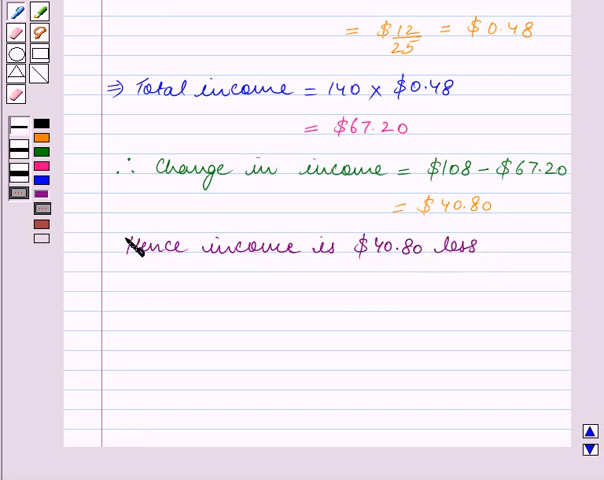 = $12/25 = $0.48
⇒ Total income = 140 × $0.48
= $67.20
∴ Change in income = $108 - $67.20
= $40.80
Hence income is $40.80 less